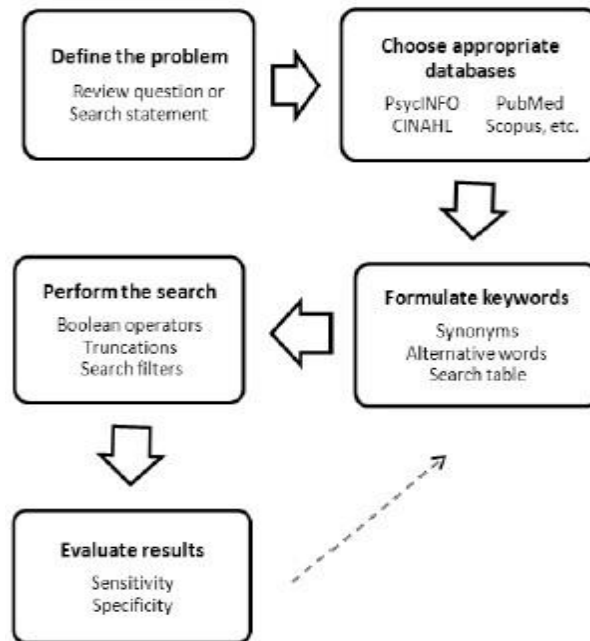 Define the problem
Review question or
Search statement
Choose appropriate
databases
PsycINFO PubMed
CINAHL Scopus, etc.
Formulate keywords
Synonyms
Alternative words
Search table
Perform the search
Boolean operators
Truncations
Search filters
Evaluate results
Sensitivity
Specificity